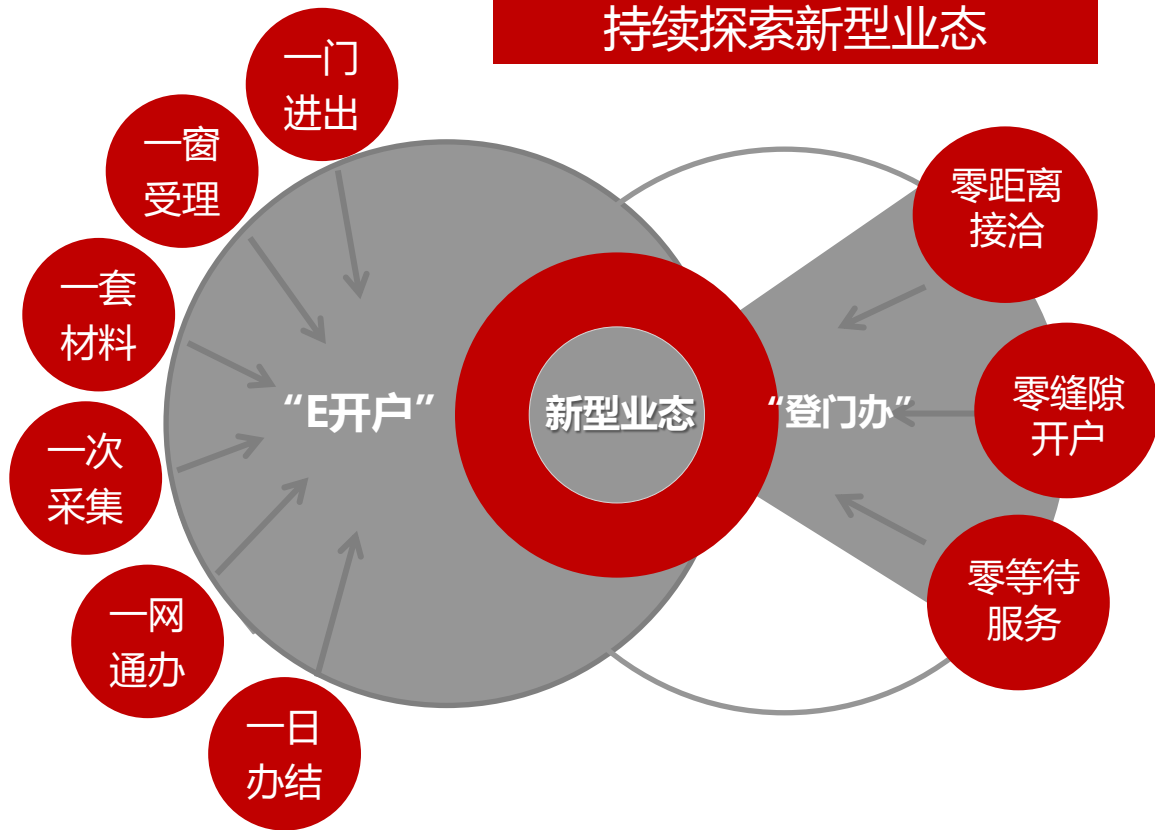 持续探索新型业态
一门
进出
一窗
受理
一套
材料
一次
采集
一网
通办
一日
办结
“E开户”
新型业态
“登门办”
零距离
接洽
零缝隙
开户
零等待
服务